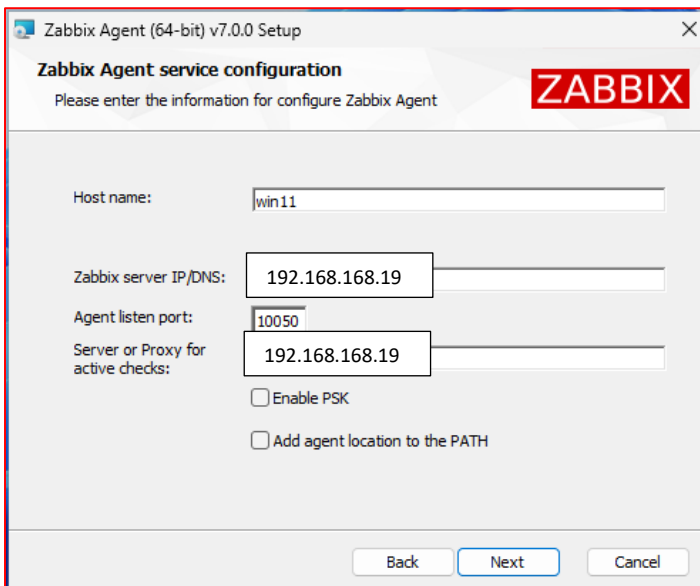 Zabbix Agent (64-bit) v7.0.0 Setup
Zabbix Agent service configuration
Please enter the information for configure Zabbix Agent
ZABBIX
Host name:
win11
Zabbix server IP/DNS:
192.168.168.19
Agent listen port:
10050
Server or Proxy for
active checks:
192.168.168.19
Enable PSK
Add agent location to the PATH
Back
Next
Cancel